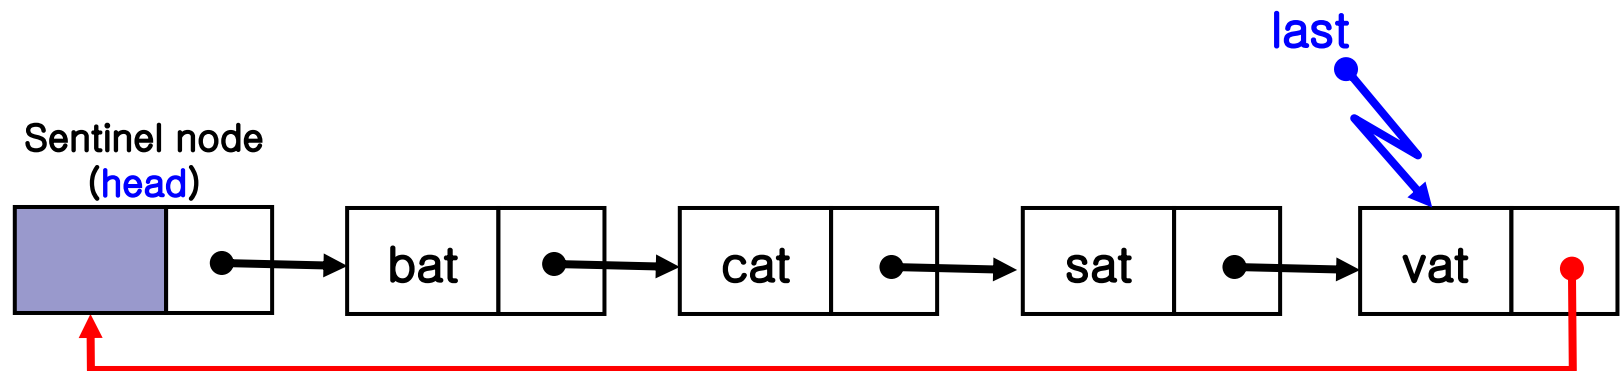 last
Sentinel node
(head)
bat
cat
sat
vat